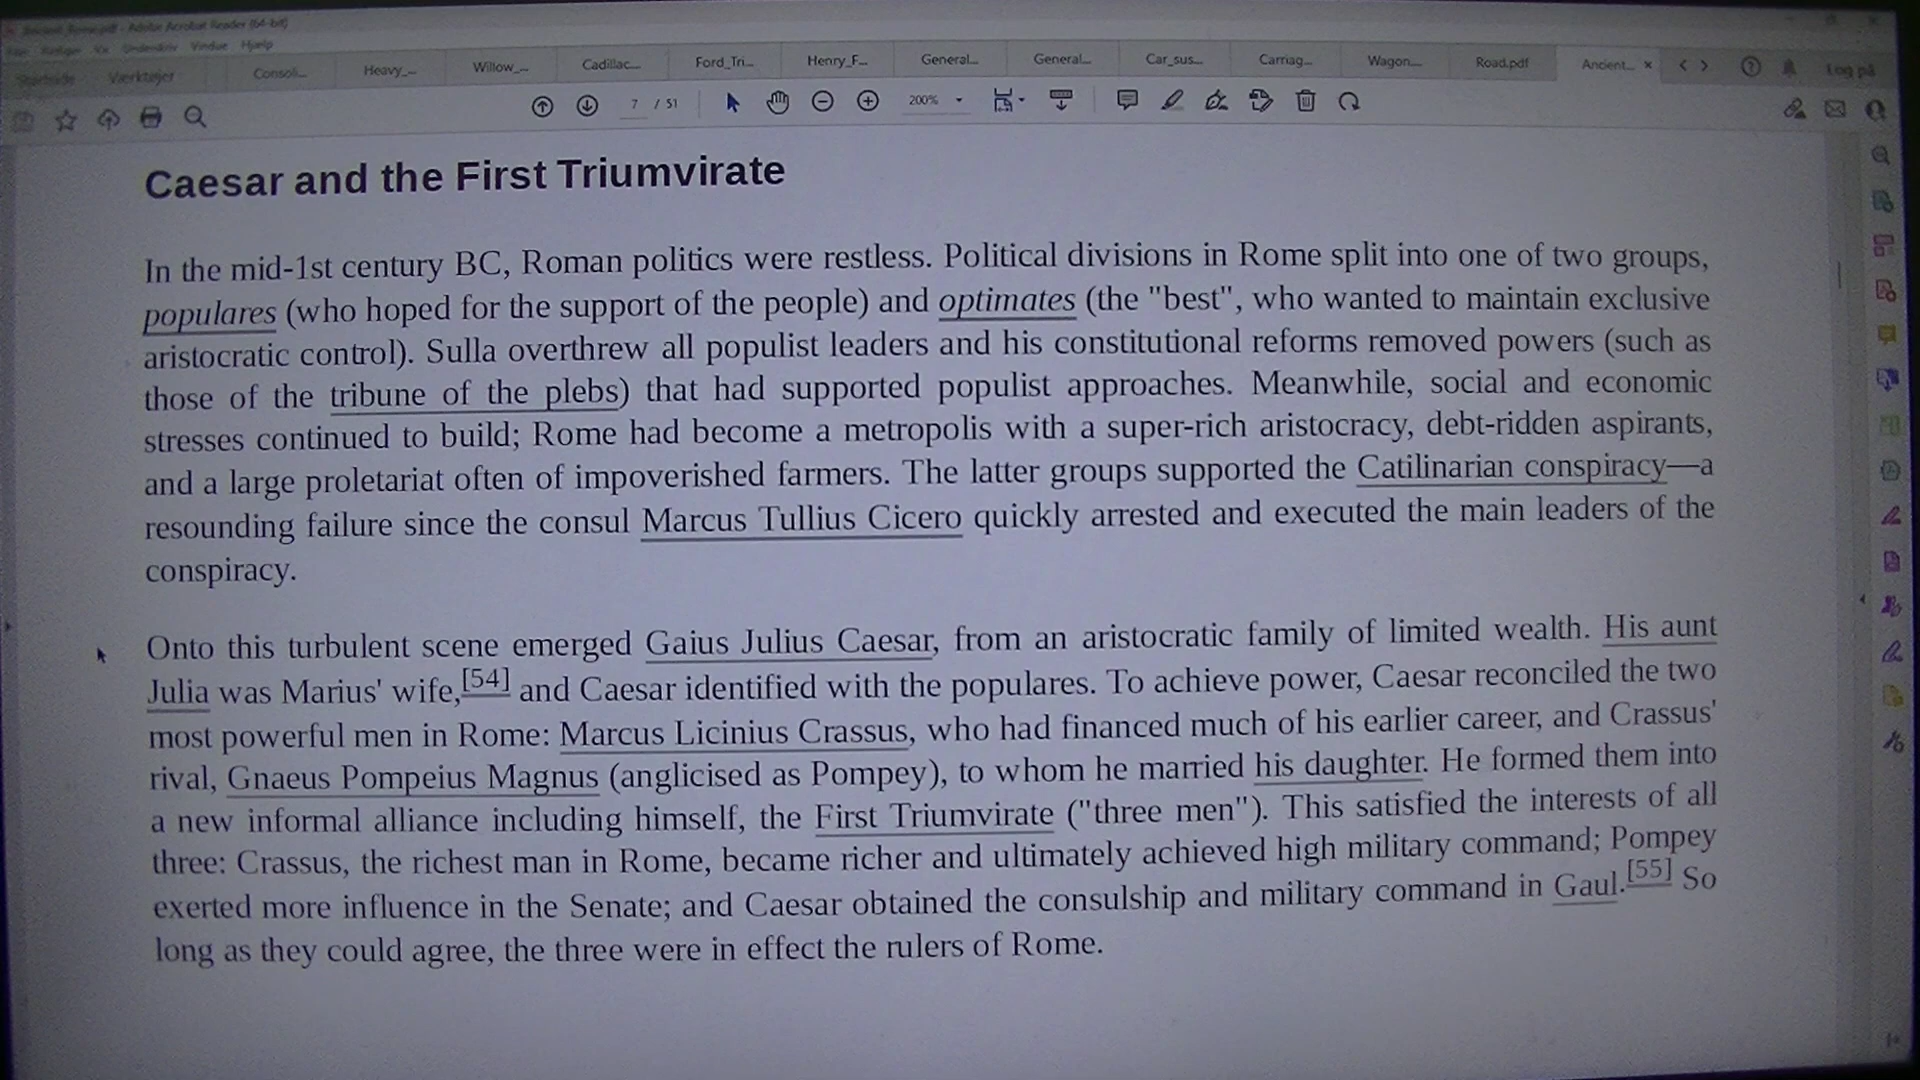 Adobe Acrobat Reader (64-bit)
Vindue Hjælp
Værktøjer Consoli... Heavy_... Willow_... Cadillac... Ford_Tri... Henry_F... General... General... Car_sus... Carriag... Wagon... Road.pdf Ancient... Log på
7 / 51 200%
Caesar and the First Triumvirate
In the mid-1st century BC, Roman politics were restless. Political divisions in Rome split into one of two groups,
populares (who hoped for the support of the people) and optimates (the "best", who wanted to maintain exclusive
aristocratic control). Sulla overthrew all populist leaders and his constitutional reforms removed powers (such as
those of the tribune of the plebs) that had supported populist approaches. Meanwhile, social and economic
stresses continued to build; Rome had become a metropolis with a super-rich aristocracy, debt-ridden aspirants,
and a large proletariat often of impoverished farmers. The latter groups supported the Catilinarian conspiracy—a
resounding failure since the consul Marcus Tullius Cicero quickly arrested and executed the main leaders of the
conspiracy.
Onto this turbulent scene emerged Gaius Julius Caesar, from an aristocratic family of limited wealth. His aunt
Julia was Marius' wife,[54] and Caesar identified with the populares. To achieve power, Caesar reconciled the two
most powerful men in Rome: Marcus Licinius Crassus, who had financed much of his earlier career, and Crassus'
rival, Gnaeus Pompeius Magnus (anglicised as Pompey), to whom he married his daughter. He formed them into
a new informal alliance including himself, the First Triumvirate ("three men"). This satisfied the interests of all
three: Crassus, the richest man in Rome, became richer and ultimately achieved high military command; Pompey
exerted more influence in the Senate; and Caesar obtained the consulship and military command in Gaul.[55] So
long as they could agree, the three were in effect the rulers of Rome.